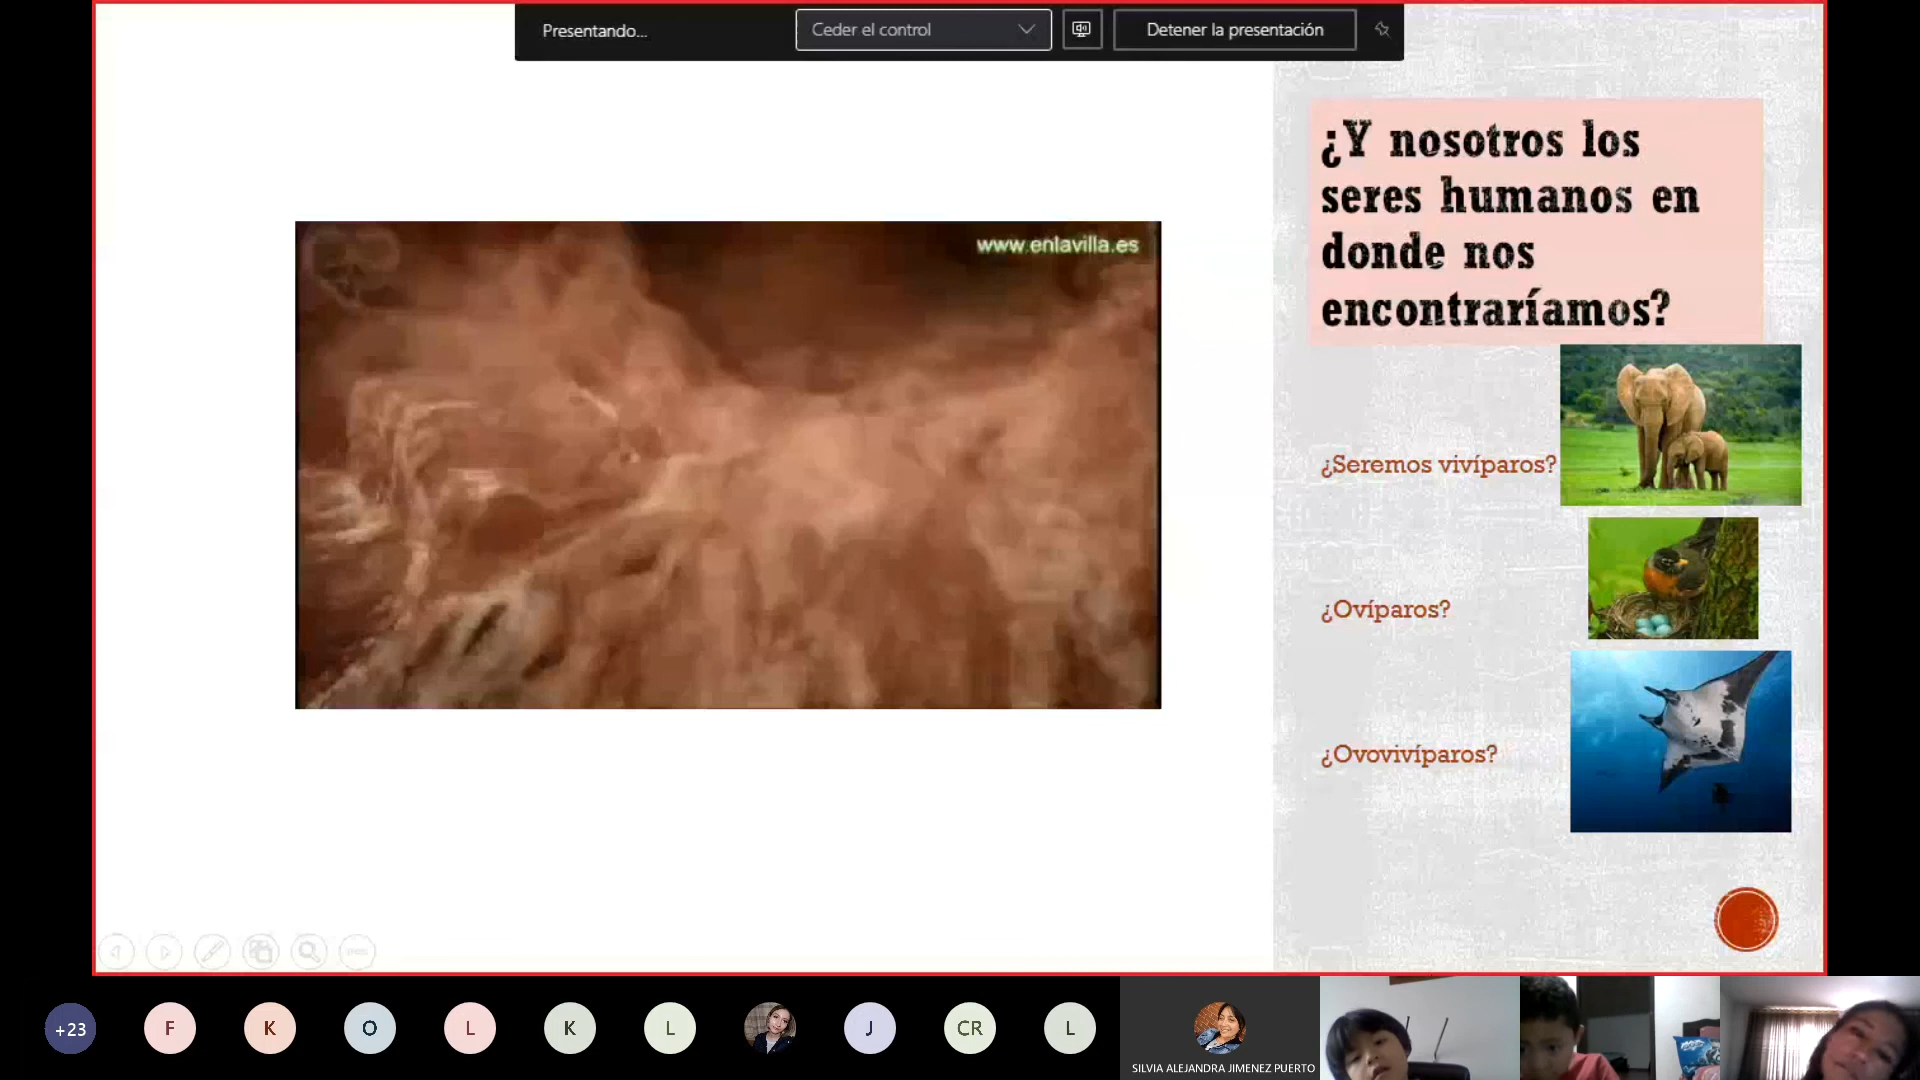 Presentando...
Ceder el control
Detener la presentación
¿Y nosotros los
seres humanos en
donde nos
encontraríamos?
www.enlavilla.es
¿Seremos vivíparos?
¿Ovíparos?
¿Ovovivíparos?
+23
F
K
O
L
K
L
J
CR
L
SILVIA ALEJANDRA JIMENEZ PUERTO